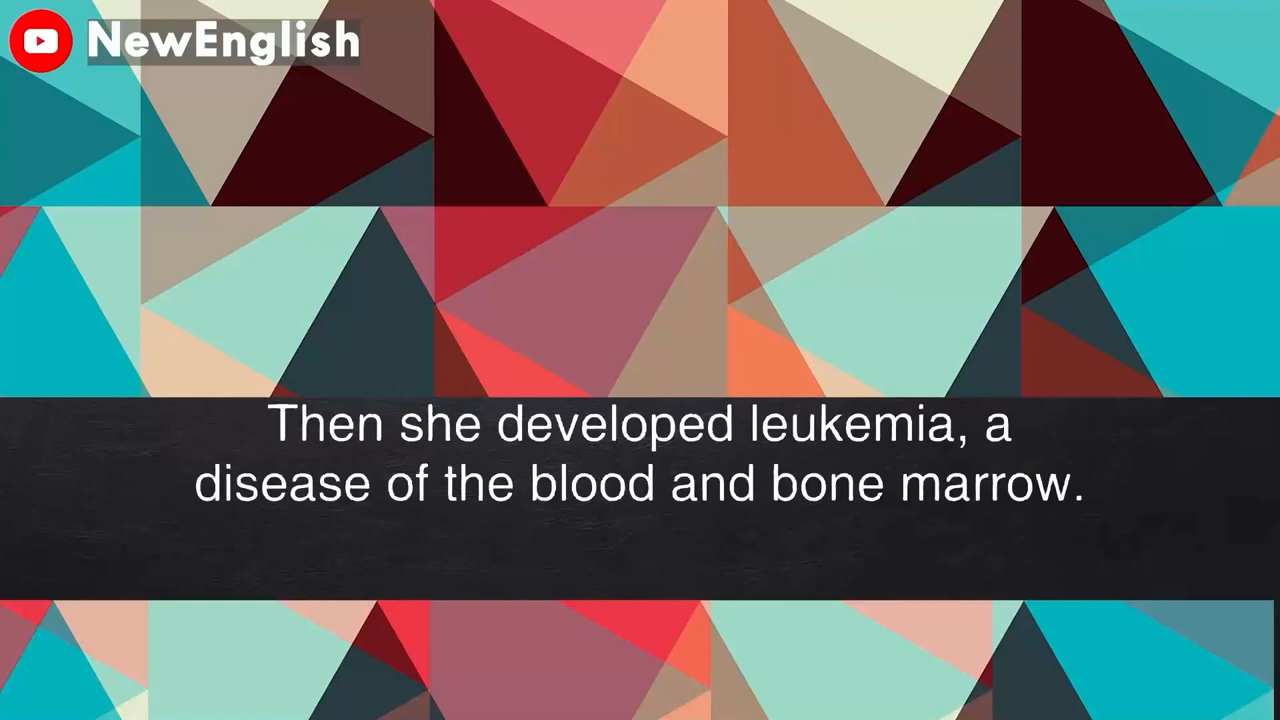 NewEnglish
Then she developed leukemia, a
disease of the blood and bone marrow.